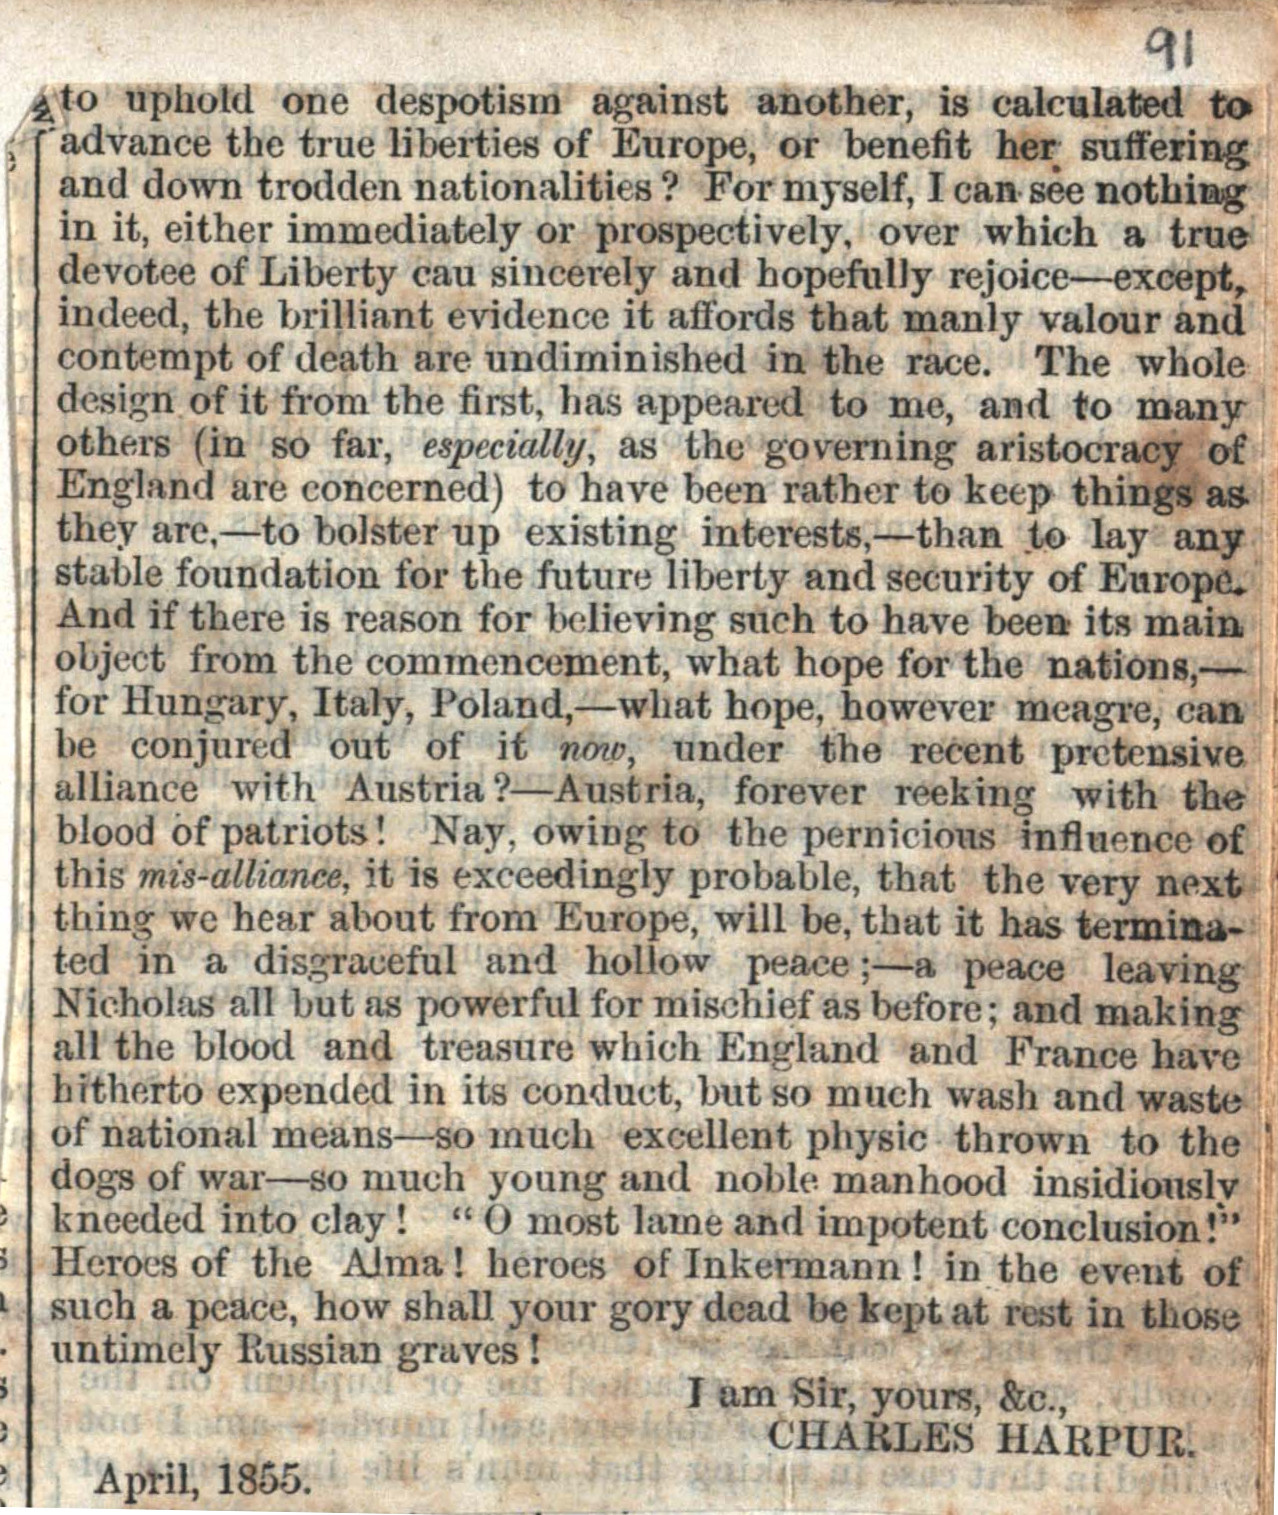 91
to uphold one despotism against another, is calculated to
advance the true liberties of Europe, or benefit her suffering
and down trodden nationalities? For myself, I can see nothing
in it, either immediately or prospectively, over which a true
devotee of Liberty cau sincerely and hopefully rejoice—except,
indeed, the brilliant evidence it affords that manly valour and
contempt of death are undiminished in the race. The whole
design of it from the first, has appeared to me, and to many
others (in so far, especially, as the governing aristocracy of
England are concerned) to have been rather to keep things as
they are,—to bolster up existing interests,—than to lay any
stable foundation for the future liberty and security of Europe.
And if there is reason for believing such to have been its main
object from the commencement, what hope for the nations,—
for Hungary, Italy, Poland,—what hope, however meagre, can
be conjured out of it now, under the recent pretensive
alliance with Austria?—Austria, forever reeking with the
blood of patriots! Nay, owing to the pernicious influence of
this mis-alliance, it is exceedingly probable, that the very next
thing we hear about from Europe, will be, that it has termina-
ted in a disgraceful and hollow peace;—a peace leaving
Nicholas all but as powerful for mischief as before; and making
all the blood and treasure which England and France have
hitherto expended in its conduct, but so much wash and waste
of national means—so much excellent physic thrown to the
dogs of war—so much young and noble manhood insidiously
kneeded into clay! "O most lame and impotent conclusion!"
Heroes of the Alma! heroes of Inkermann! in the event of
such a peace, how shall your gory dead be kept at rest in those
untimely Russian graves!
I am Sir, yours, &c.,
CHARLES HARPUR.
April, 1855.